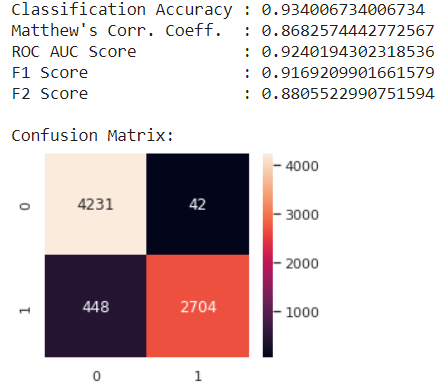 Classification Accuracy : 0.934006734006734
Matthew's Corr. Coeff. : 0.8682574442772567
ROC AUC Score : 0.9240194302318536
F1 Score : 0.9169209901661579
F2 Score : 0.8805522990751594
Confusion Matrix:
4000
0 4231 42
3000
2000
1 448 2704
1000
0 1